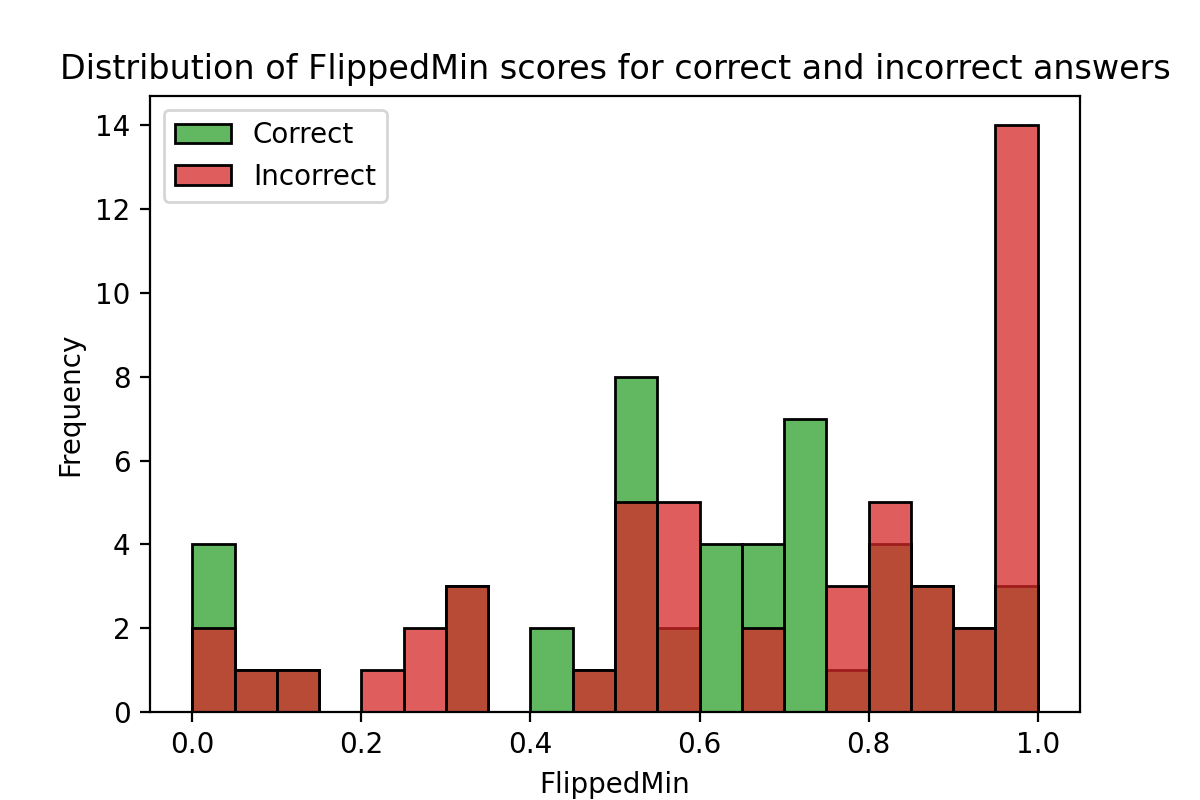 Distribution of FlippedMin scores for correct and incorrect answers
Correct
Incorrect
14
12
10
8
6
4
2
0
Frequency
0.0 0.2 0.4 0.6 0.8 1.0
FlippedMin